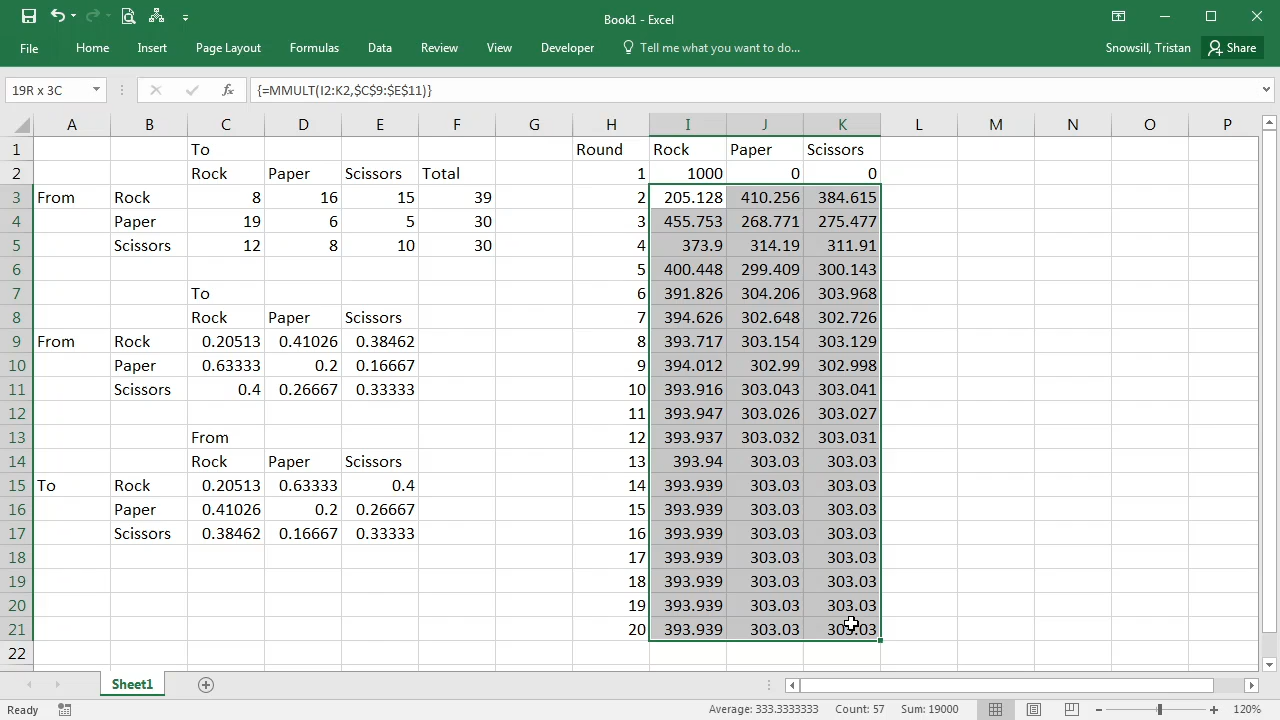 Book1 - Excel
File Home Insert Page Layout Formulas Data Review View Developer Tell me what you want to do... Snowsill, Tristan Share
19R x 3C fx {=MMULT(I2:K2,$C$9:$E$11)}
A B C D E F G H I J K L M N O P
1 To Round Rock Paper Scissors
2 Rock Paper Scissors Total 1 1000 0 0
3 From Rock 8 16 15 39 2 205.128 410.256 384.615
4 Paper 19 6 5 30 3 455.753 268.771 275.477
5 Scissors 12 8 10 30 4 373.9 314.19 311.91
6 5 400.448 299.409 300.143
7 To 6 391.826 304.206 303.968
8 Rock Paper Scissors 7 394.626 302.648 302.726
9 From Rock 0.20513 0.41026 0.38462 8 393.717 303.154 303.129
10 Paper 0.63333 0.2 0.16667 9 394.012 302.99 302.998
11 Scissors 0.4 0.26667 0.33333 10 393.916 303.043 303.041
12 11 393.947 303.026 303.027
13 From 12 393.937 303.032 303.031
14 Rock Paper Scissors 13 393.94 303.03 303.03
15 To Rock 0.20513 0.63333 0.4 14 393.939 303.03 303.03
16 Paper 0.41026 0.2 0.26667 15 393.939 303.03 303.03
17 Scissors 0.38462 0.16667 0.33333 16 393.939 303.03 303.03
18 17 393.939 303.03 303.03
19 18 393.939 303.03 303.03
20 19 393.939 303.03 303.03
21 20 393.939 303.03 303.03
22
Sheet1
Ready Average: 333.3333333 Count: 57 Sum: 19000 120%